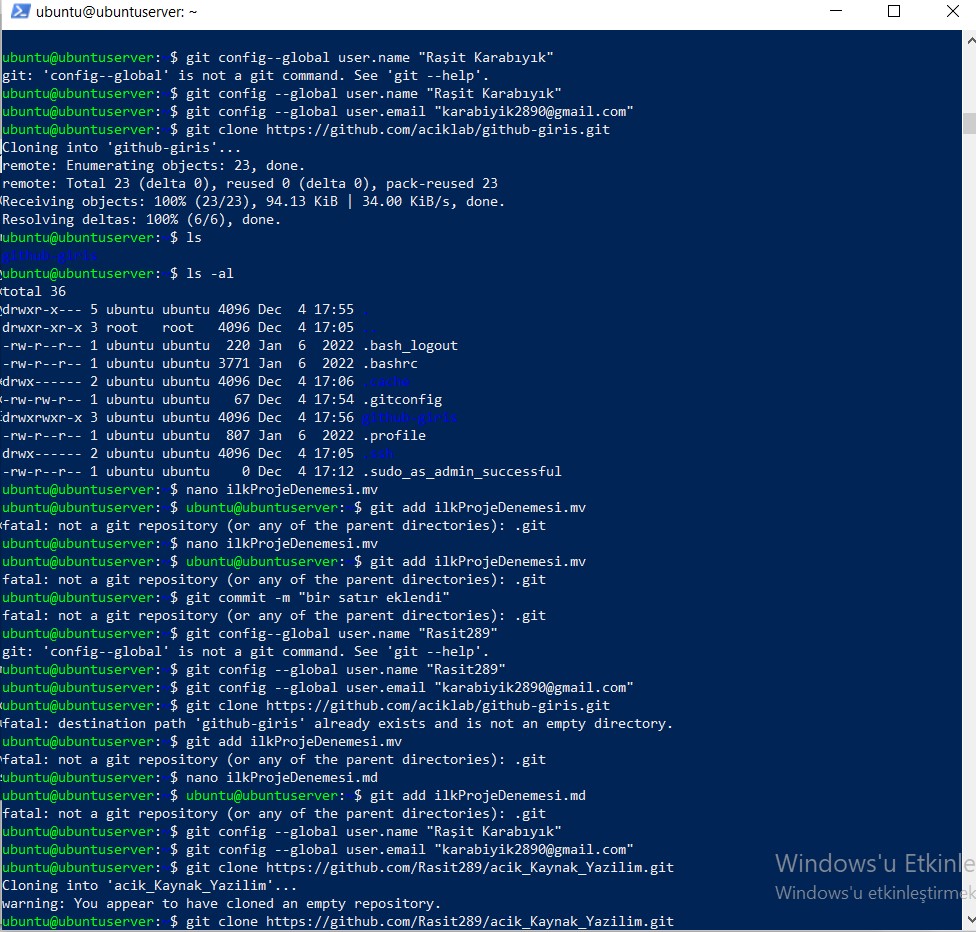 ubuntu@ubuntuserver: ~
ubuntu@ubuntuserver:~$ git config--global user.name "Raşit Karabıyık"
git: 'config--global' is not a git command. See 'git --help'.
ubuntu@ubuntuserver:~$ git config --global user.name "Raşit Karabıyık"
ubuntu@ubuntuserver:~$ git config --global user.email "karabiyik2890@gmail.com"
ubuntu@ubuntuserver:~$ git clone https://github.com/aciklab/github-giris.git
Cloning into 'github-giris'...
remote: Enumerating objects: 23, done.
remote: Total 23 (delta 0), reused 0 (delta 0), pack-reused 23
Receiving objects: 100% (23/23), 94.13 KiB | 34.00 KiB/s, done.
Resolving deltas: 100% (6/6), done.
ubuntu@ubuntuserver:~$ ls
github-giris
ubuntu@ubuntuserver:~$ ls -al
total 36
drwxr-x--- 5 ubuntu ubuntu 4096 Dec  4 17:55 .
drwxr-xr-x 3 root   root   4096 Dec  4 17:05 ..
-rw-r--r-- 1 ubuntu ubuntu  220 Jan  6  2022 .bash_logout
-rw-r--r-- 1 ubuntu ubuntu 3771 Jan  6  2022 .bashrc
drwx------ 2 ubuntu ubuntu 4096 Dec  4 17:06 .cache
-rw-rw-r-- 1 ubuntu ubuntu   67 Dec  4 17:54 .gitconfig
drwxrwxr-x 3 ubuntu ubuntu 4096 Dec  4 17:56 github-giris
-rw-r--r-- 1 ubuntu ubuntu  807 Jan  6  2022 .profile
drwx------ 2 ubuntu ubuntu 4096 Dec  4 17:05 .ssh
-rw-r--r-- 1 ubuntu ubuntu    0 Dec  4 17:12 .sudo_as_admin_successful
ubuntu@ubuntuserver:~$ nano ilkProjeDenemesi.mv
ubuntu@ubuntuserver:~$ ubuntu@ubuntuserver:~$ git add ilkProjeDenemesi.mv
fatal: not a git repository (or any of the parent directories): .git
ubuntu@ubuntuserver:~$ nano ilkProjeDenemesi.mv
ubuntu@ubuntuserver:~$ ubuntu@ubuntuserver:~$ git add ilkProjeDenemesi.mv
fatal: not a git repository (or any of the parent directories): .git
ubuntu@ubuntuserver:~$ git commit -m "bir satır eklendi"
fatal: not a git repository (or any of the parent directories): .git
ubuntu@ubuntuserver:~$ git config--global user.name "Rasit289"
git: 'config--global' is not a git command. See 'git --help'.
ubuntu@ubuntuserver:~$ git config --global user.name "Rasit289"
ubuntu@ubuntuserver:~$ git config --global user.email "karabiyik2890@gmail.com"
ubuntu@ubuntuserver:~$ git clone https://github.com/aciklab/github-giris.git
fatal: destination path 'github-giris' already exists and is not an empty directory.
ubuntu@ubuntuserver:~$ git add ilkProjeDenemesi.mv
fatal: not a git repository (or any of the parent directories): .git
ubuntu@ubuntuserver:~$ nano ilkProjeDenemesi.md
ubuntu@ubuntuserver:~$ ubuntu@ubuntuserver:~$ git add ilkProjeDenemesi.md
fatal: not a git repository (or any of the parent directories): .git
ubuntu@ubuntuserver:~$ git config --global user.name "Raşit Karabıyık"
ubuntu@ubuntuserver:~$ git config --global user.email "karabiyik2890@gmail.com"
ubuntu@ubuntuserver:~$ git clone https://github.com/Rasit289/acik_Kaynak_Yazilim.git
Cloning into 'acik_Kaynak_Yazilim'...
warning: You appear to have cloned an empty repository.
ubuntu@ubuntuserver:~$ git clone https://github.com/Rasit289/acik_Kaynak_Yazilim.git
Windows'u Etkinle
Windows'u etkinleştirmek